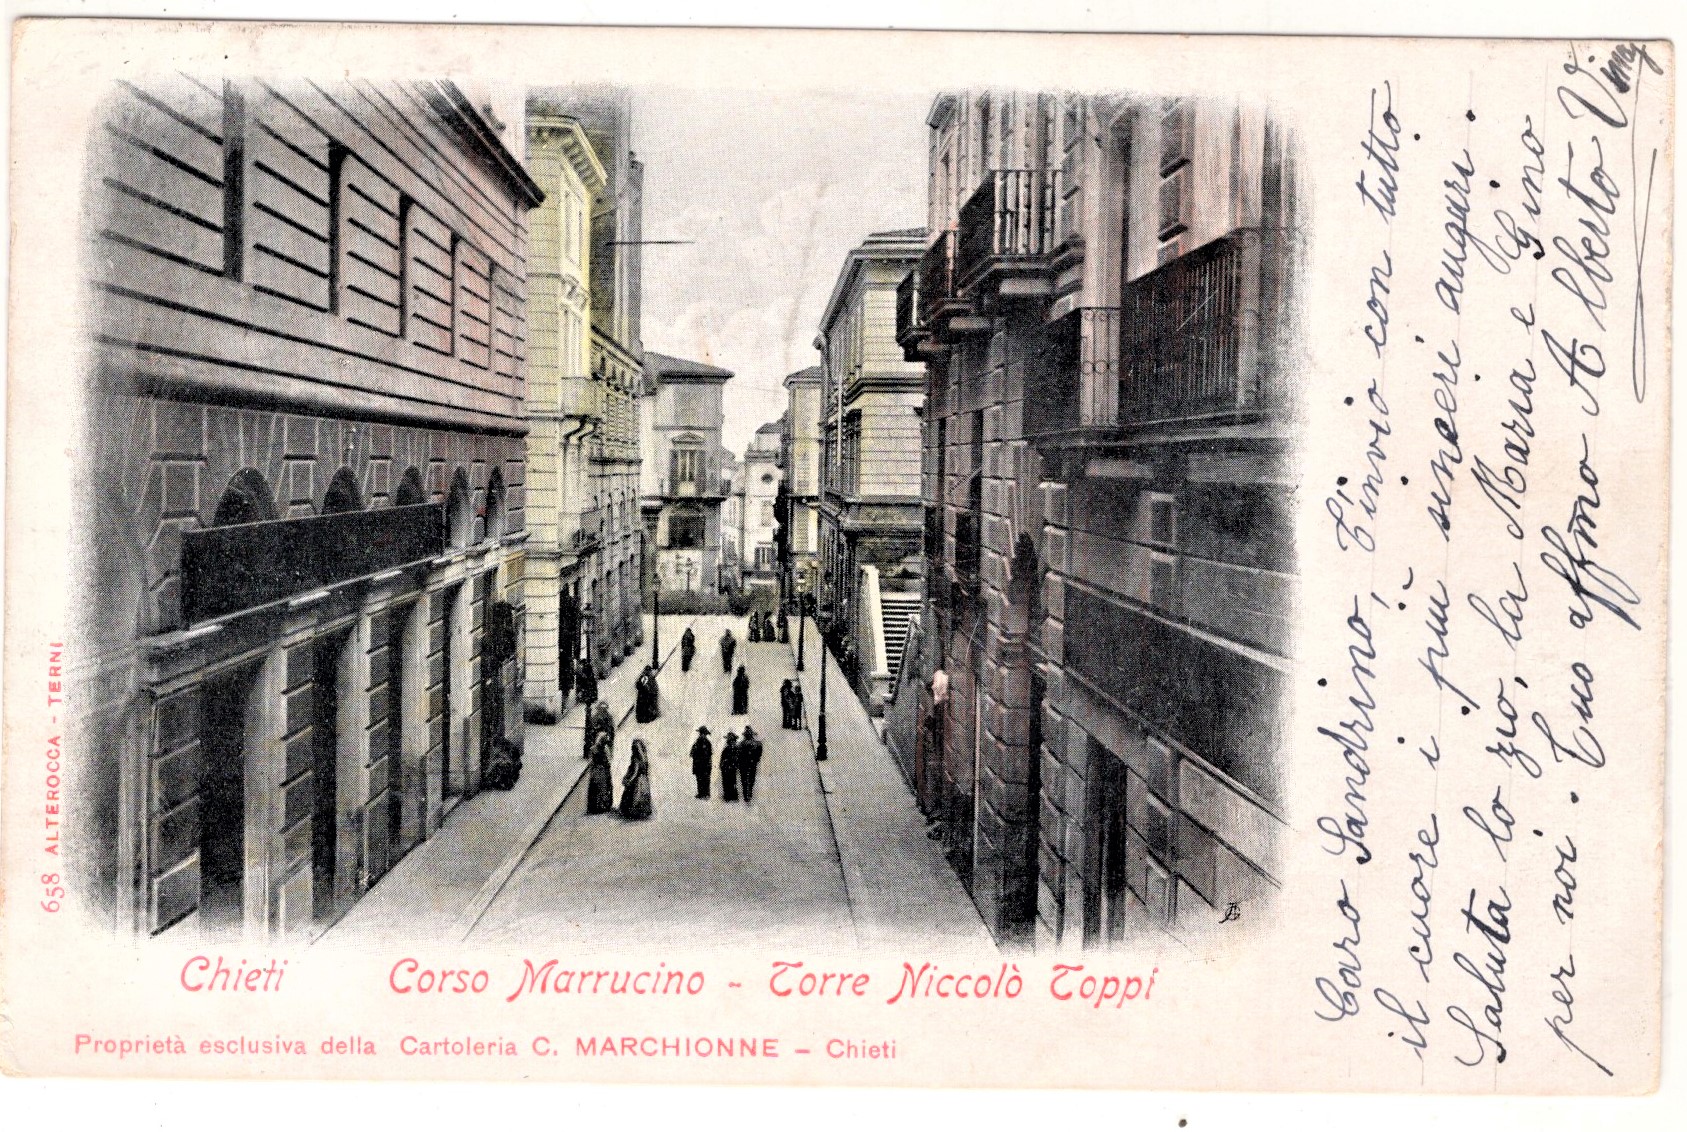 658 ALTEROCCA - TERNI
Chieti Corso Marrucino - Torre Niccolò Toppi
Proprietà esclusiva della Cartoleria C. MARCHIONNE - Chieti
Caro Sandrino, T'invio con tutto
il cuore i più sinceri auguri.
Saluta lo zio, la Maria e Gino
per noi. Tuo affmo Alberto V.